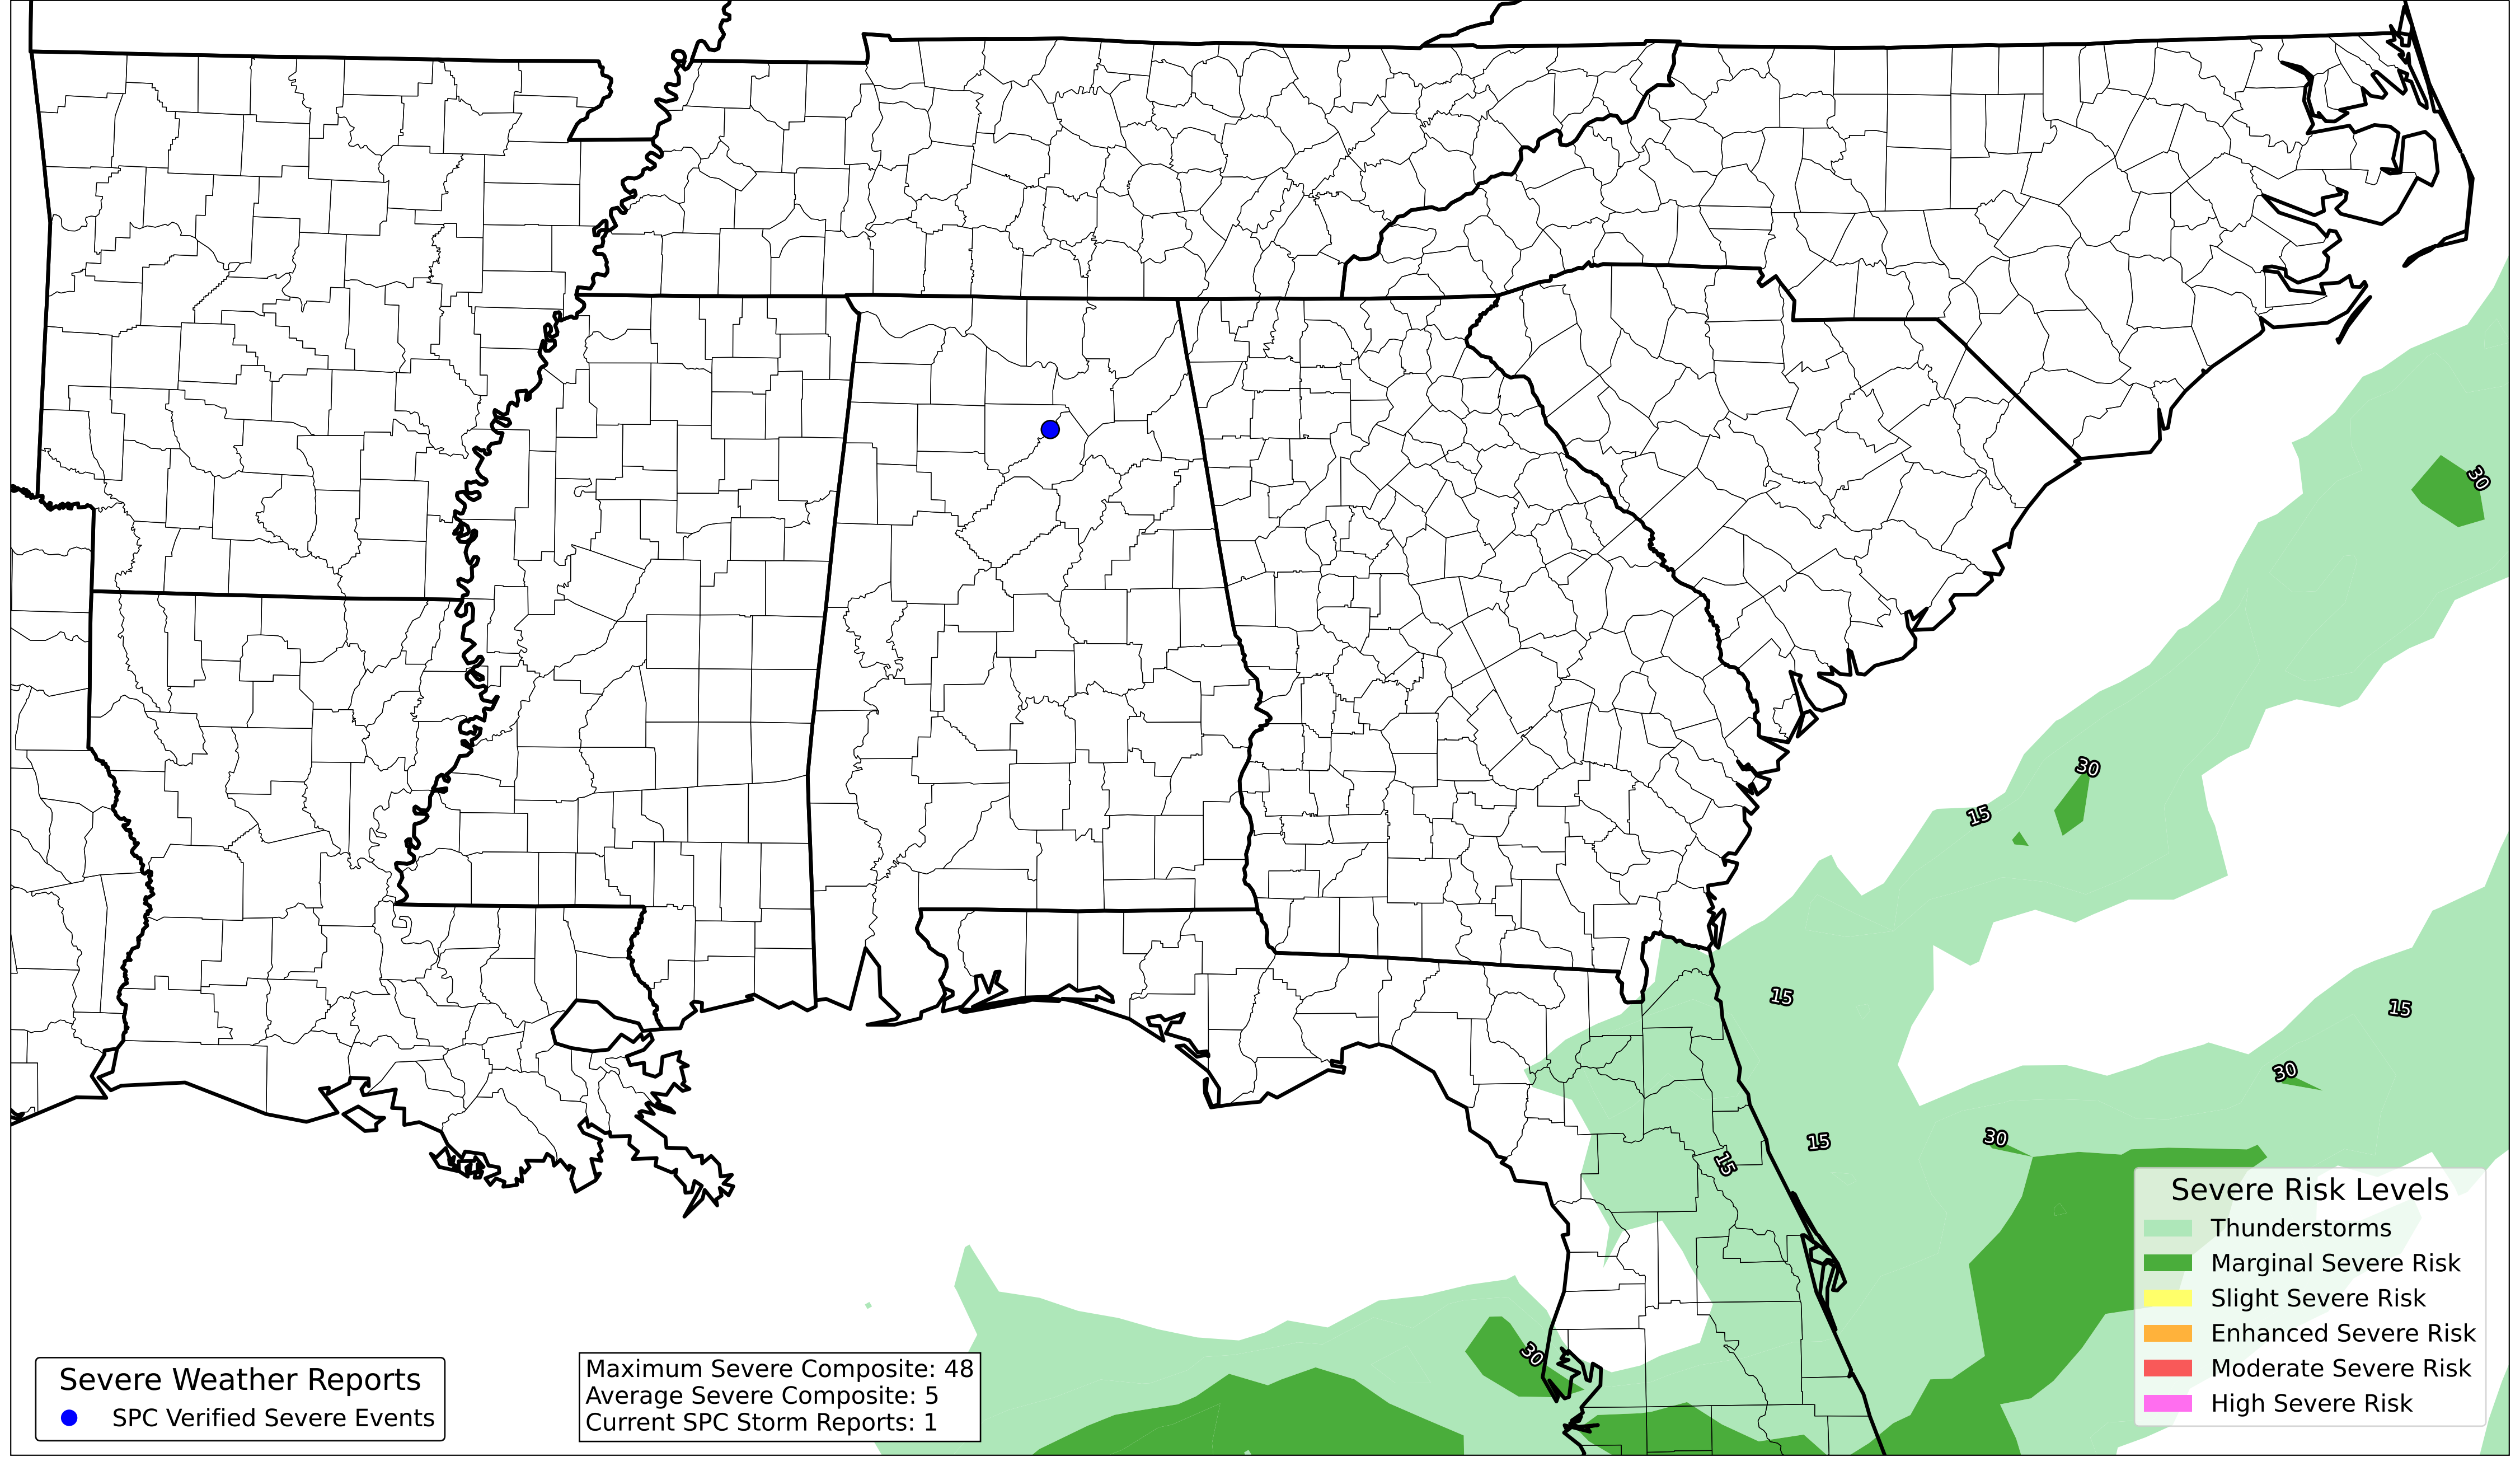 30
30
15
15
15
30
30
15
15
30
Severe Risk Levels
Thunderstorms
Marginal Severe Risk
Slight Severe Risk
Enhanced Severe Risk
Moderate Severe Risk
High Severe Risk
Severe Weather Reports
SPC Verified Severe Events
Maximum Severe Composite: 48
Average Severe Composite: 5
Current SPC Storm Reports: 1